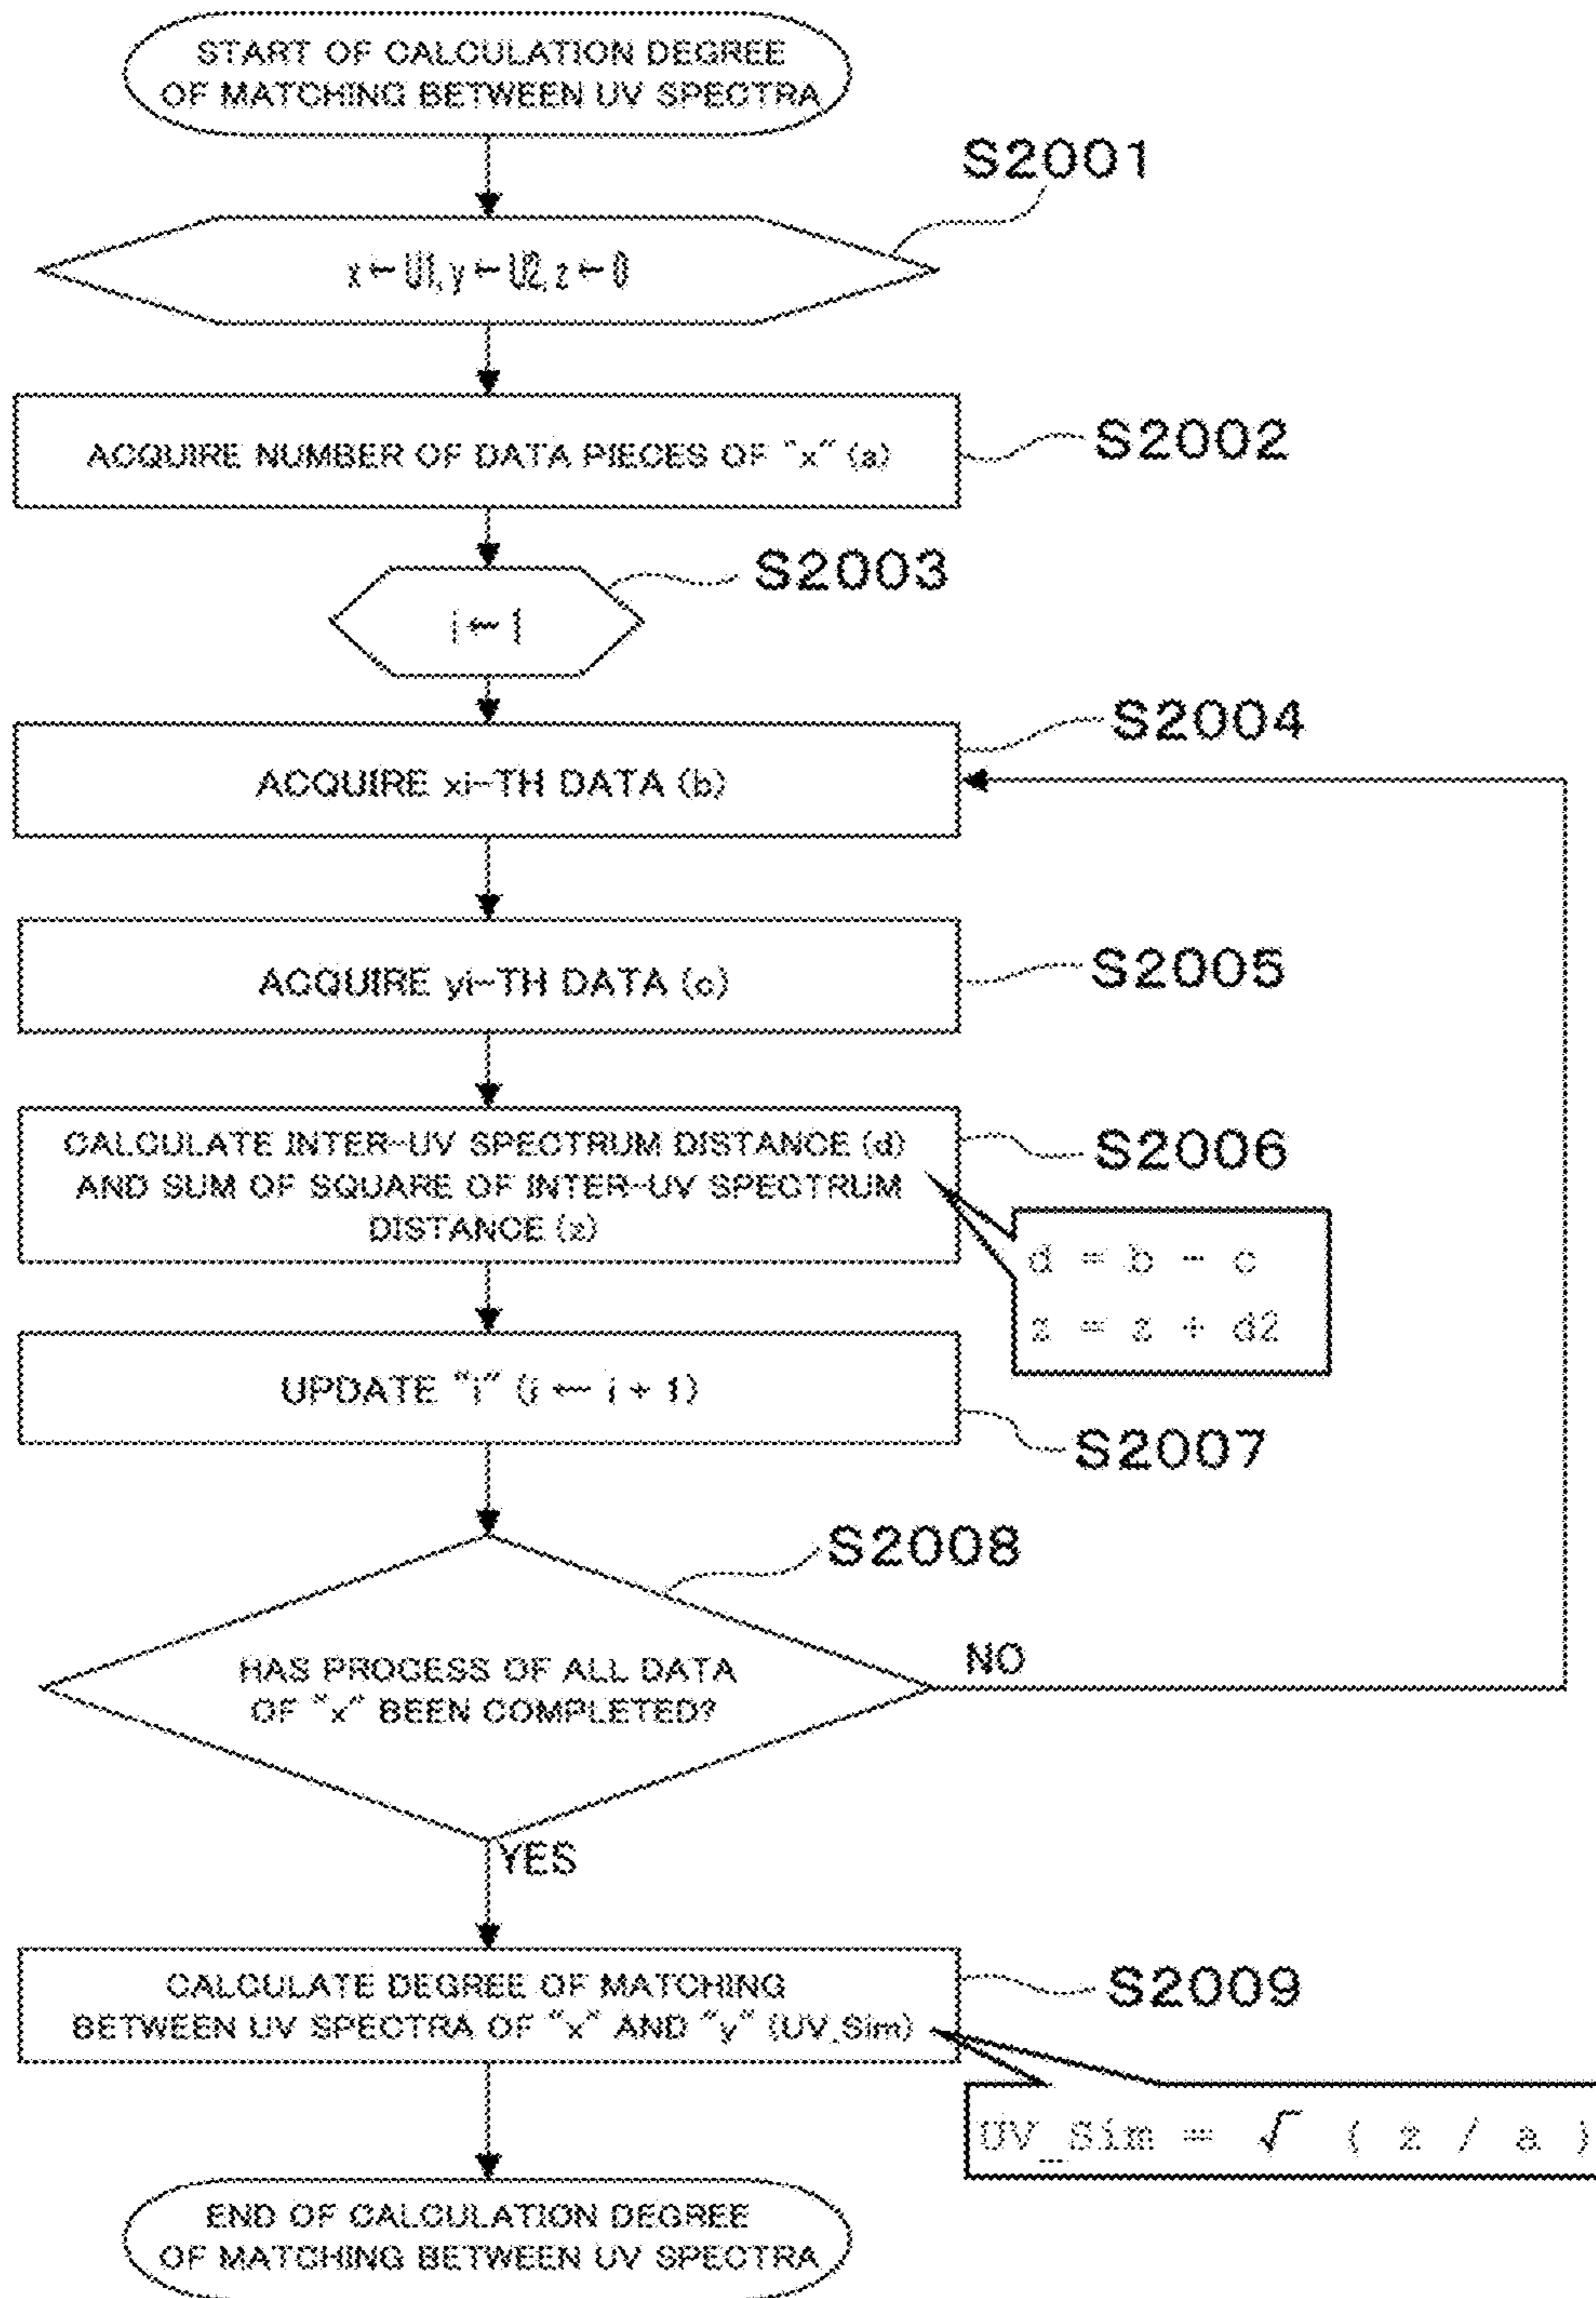 START OF CALCULATION DEGREE
OF MATCHING BETWEEN UV SPECTRA
S2001
x ← U1, y ← U2, z ← 0
ACQUIRE NUMBER OF DATA PIECES OF "x" (a)
S2002
S2003
i ← 1
S2004
ACQUIRE xi-TH DATA (b)
ACQUIRE yi-TH DATA (c)
S2005
CALCULATE INTER-UV SPECTRUM DISTANCE (d)
AND SUM OF SQUARE OF INTER-UV SPECTRUM
DISTANCE (z)
S2006
d = b - c
z = z + d2
UPDATE "i" (i ← i + 1)
S2007
S2008
HAS PROCESS OF ALL DATA
OF "x" BEEN COMPLETED?
NO
YES
CALCULATE DEGREE OF MATCHING
BETWEEN UV SPECTRA OF "x" AND "y" (UV_Sim)
S2009
UV_Sim = √ ( z / a )
END OF CALCULATION DEGREE
OF MATCHING BETWEEN UV SPECTRA